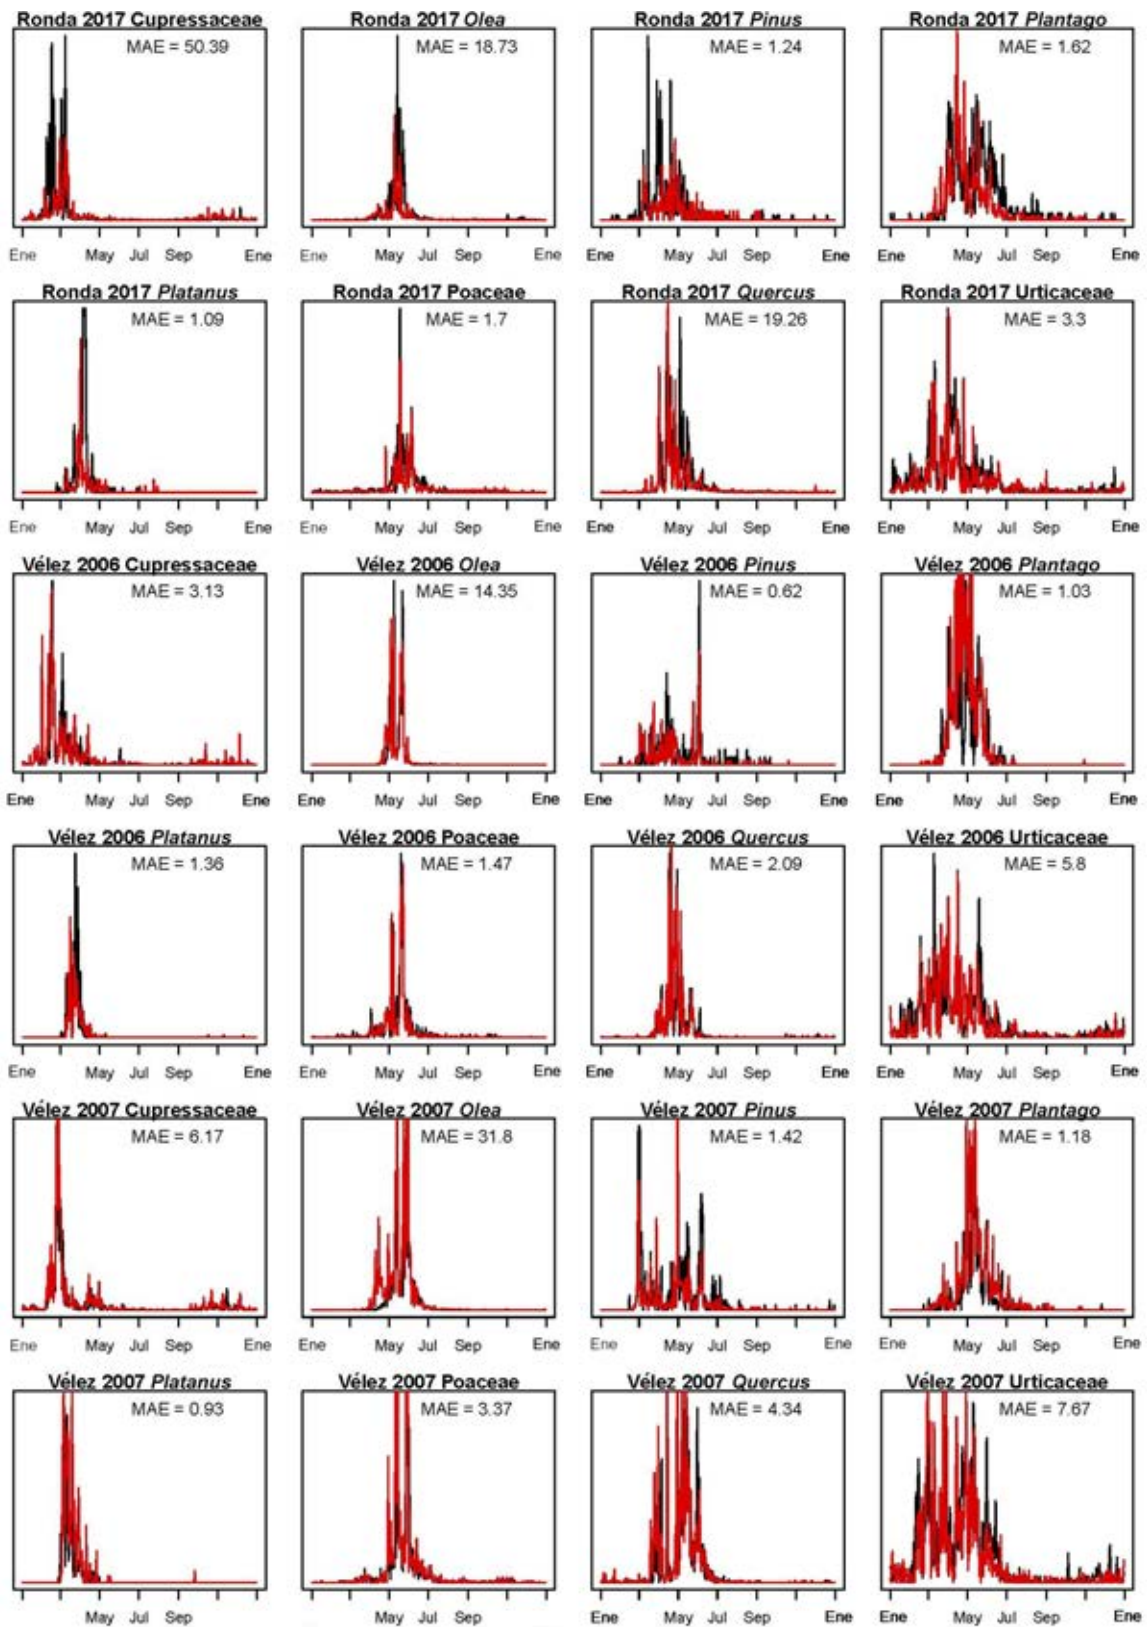 Ronda 2017 Cupressaceae Ronda 2017 Olea Ronda 2017 Pinus Ronda 2017 Plantago
MAE = 50.39 MAE = 18.73 MAE = 1.24 MAE = 1.62
Ene May Jul Sep Ene Ene May Jul Sep Ene Ene May Jul Sep Ene Ene May Jul Sep Ene
Ronda 2017 Platanus Ronda 2017 Poaceae Ronda 2017 Quercus Ronda 2017 Urticaceae
MAE = 1.09 MAE = 1.7 MAE = 19.26 MAE = 3.3
Ene May Jul Sep Ene Ene May Jul Sep Ene Ene May Jul Sep Ene Ene May Jul Sep Ene
Vélez 2006 Cupressaceae Vélez 2006 Olea Vélez 2006 Pinus Vélez 2006 Plantago
MAE = 3.13 MAE = 14.35 MAE = 0.62 MAE = 1.03
Ene May Jul Sep Ene Ene May Jul Sep Ene Ene May Jul Sep Ene Ene May Jul Sep Ene
Vélez 2006 Platanus Vélez 2006 Poaceae Vélez 2006 Quercus Vélez 2006 Urticaceae
MAE = 1.36 MAE = 1.47 MAE = 2.09 MAE = 5.8
Ene May Jul Sep Ene Ene May Jul Sep Ene Ene May Jul Sep Ene Ene May Jul Sep Ene
Vélez 2007 Cupressaceae Vélez 2007 Olea Vélez 2007 Pinus Vélez 2007 Plantago
MAE = 6.17 MAE = 31.8 MAE = 1.42 MAE = 1.18
Ene May Jul Sep Ene Ene May Jul Sep Ene Ene May Jul Sep Ene Ene May Jul Sep Ene
Vélez 2007 Platanus Vélez 2007 Poaceae Vélez 2007 Quercus Vélez 2007 Urticaceae
MAE = 0.93 MAE = 3.37 MAE = 4.34 MAE = 7.67
May Jul Sep May Jul Sep Ene May Jul Sep Ene Ene May Jul Sep Ene